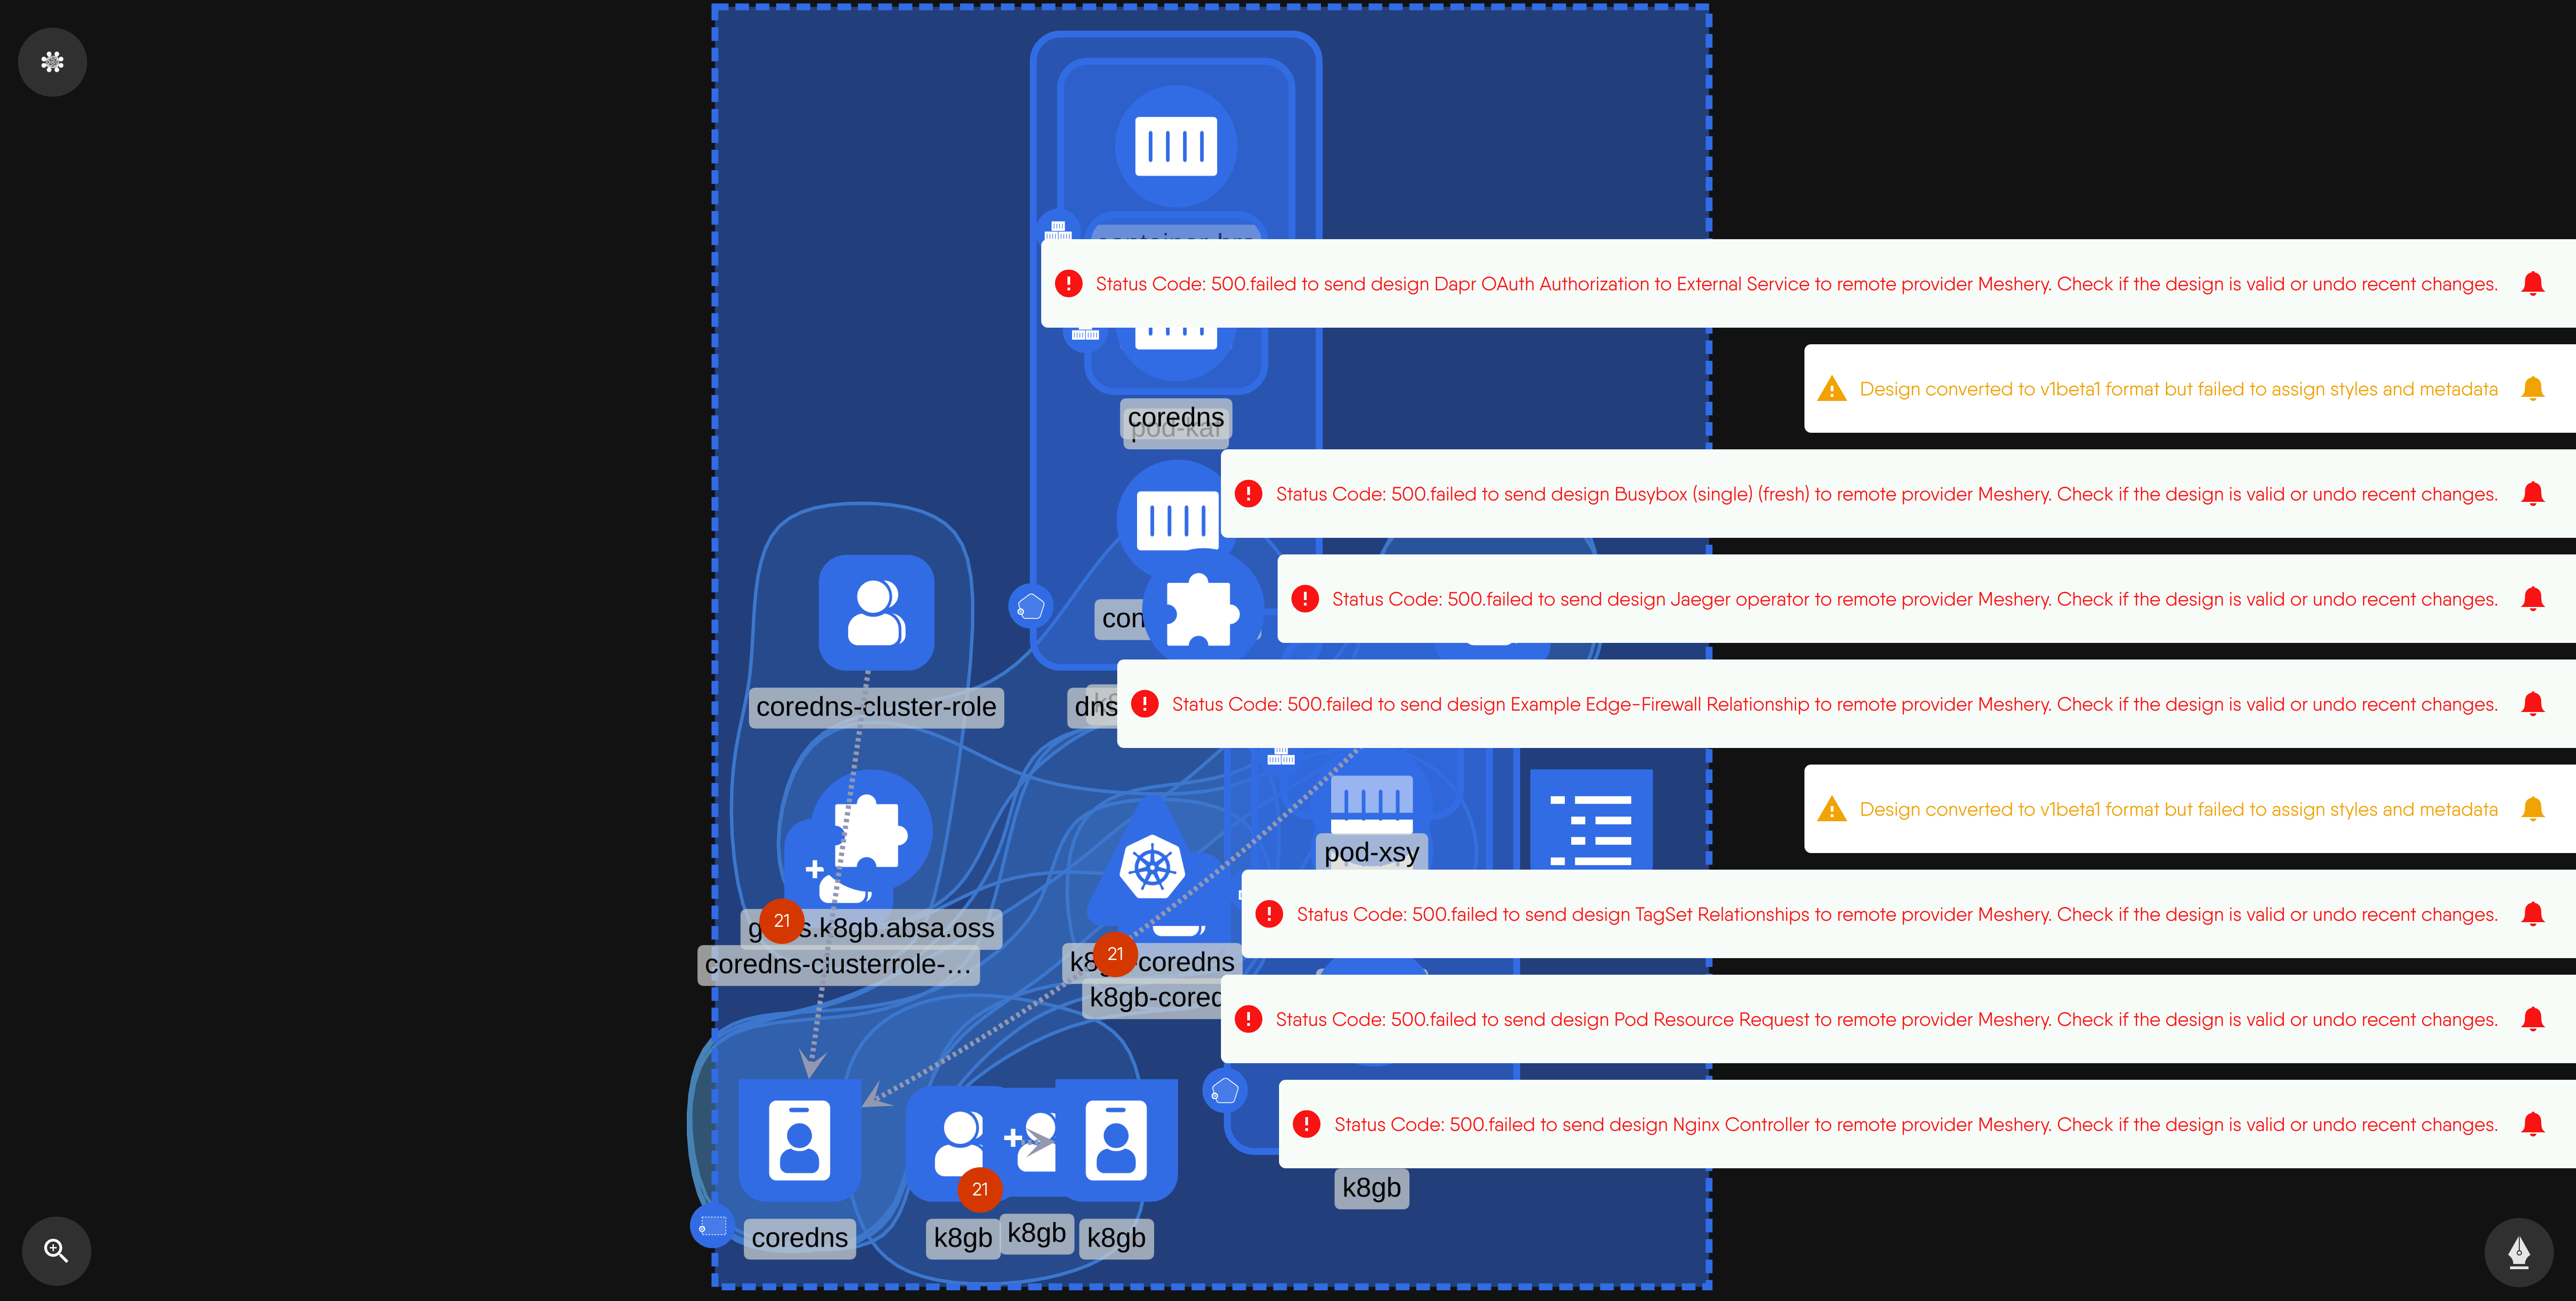 Status Code: 500.failed to send design Dapr OAuth Authorization to External Service to remote provider Meshery. Check if the design is valid or undo recent changes.
Design converted to v1beta1 format but failed to assign styles and metadata
coredns
pod-kaf
Status Code: 500.failed to send design Busybox (single) (fresh) to remote provider Meshery. Check if the design is valid or undo recent changes.
Status Code: 500.failed to send design Jaeger operator to remote provider Meshery. Check if the design is valid or undo recent changes.
con
coredns-cluster-role
dns
Status Code: 500.failed to send design Example Edge-Firewall Relationship to remote provider Meshery. Check if the design is valid or undo recent changes.
Design converted to v1beta1 format but failed to assign styles and metadata
pod-xsy
21
s.k8gb.absa.oss
Status Code: 500.failed to send design TagSet Relationships to remote provider Meshery. Check if the design is valid or undo recent changes.
coredns-clusterrole-...
21
-coredns
k8gb-cored
Status Code: 500.failed to send design Pod Resource Request to remote provider Meshery. Check if the design is valid or undo recent changes.
Status Code: 500.failed to send design Nginx Controller to remote provider Meshery. Check if the design is valid or undo recent changes.
21
k8gb
coredns
k8gb
k8gb
k8gb